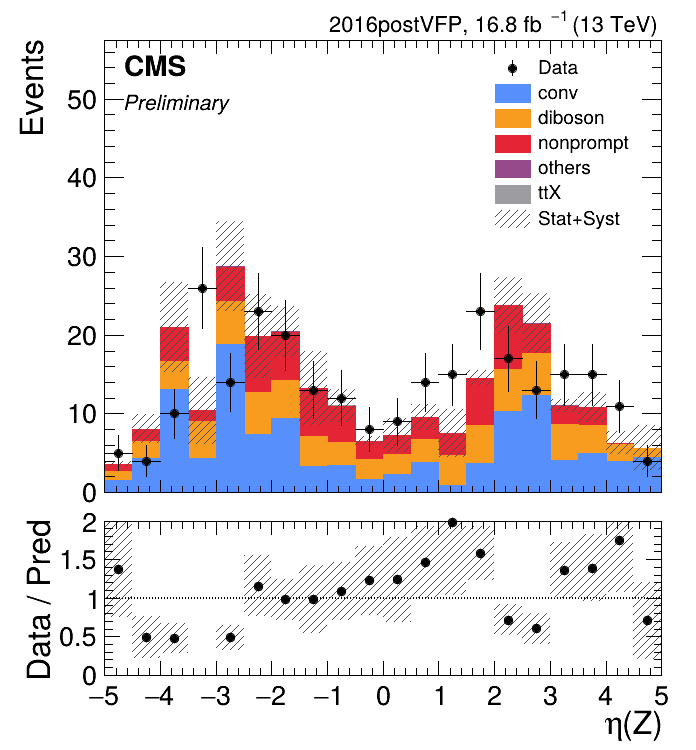 2016postVFP, 16.8 fb⁻¹ (13 TeV)
Events
CMS
Preliminary
Data
conv
diboson
nonprompt
others
ttX
Stat+Syst
50
40
30
20
10
0
Data / Pred
2
1.5
1
0.5
0
−5 −4 −3 −2 −1 0 1 2 3 4 5
η(Z)